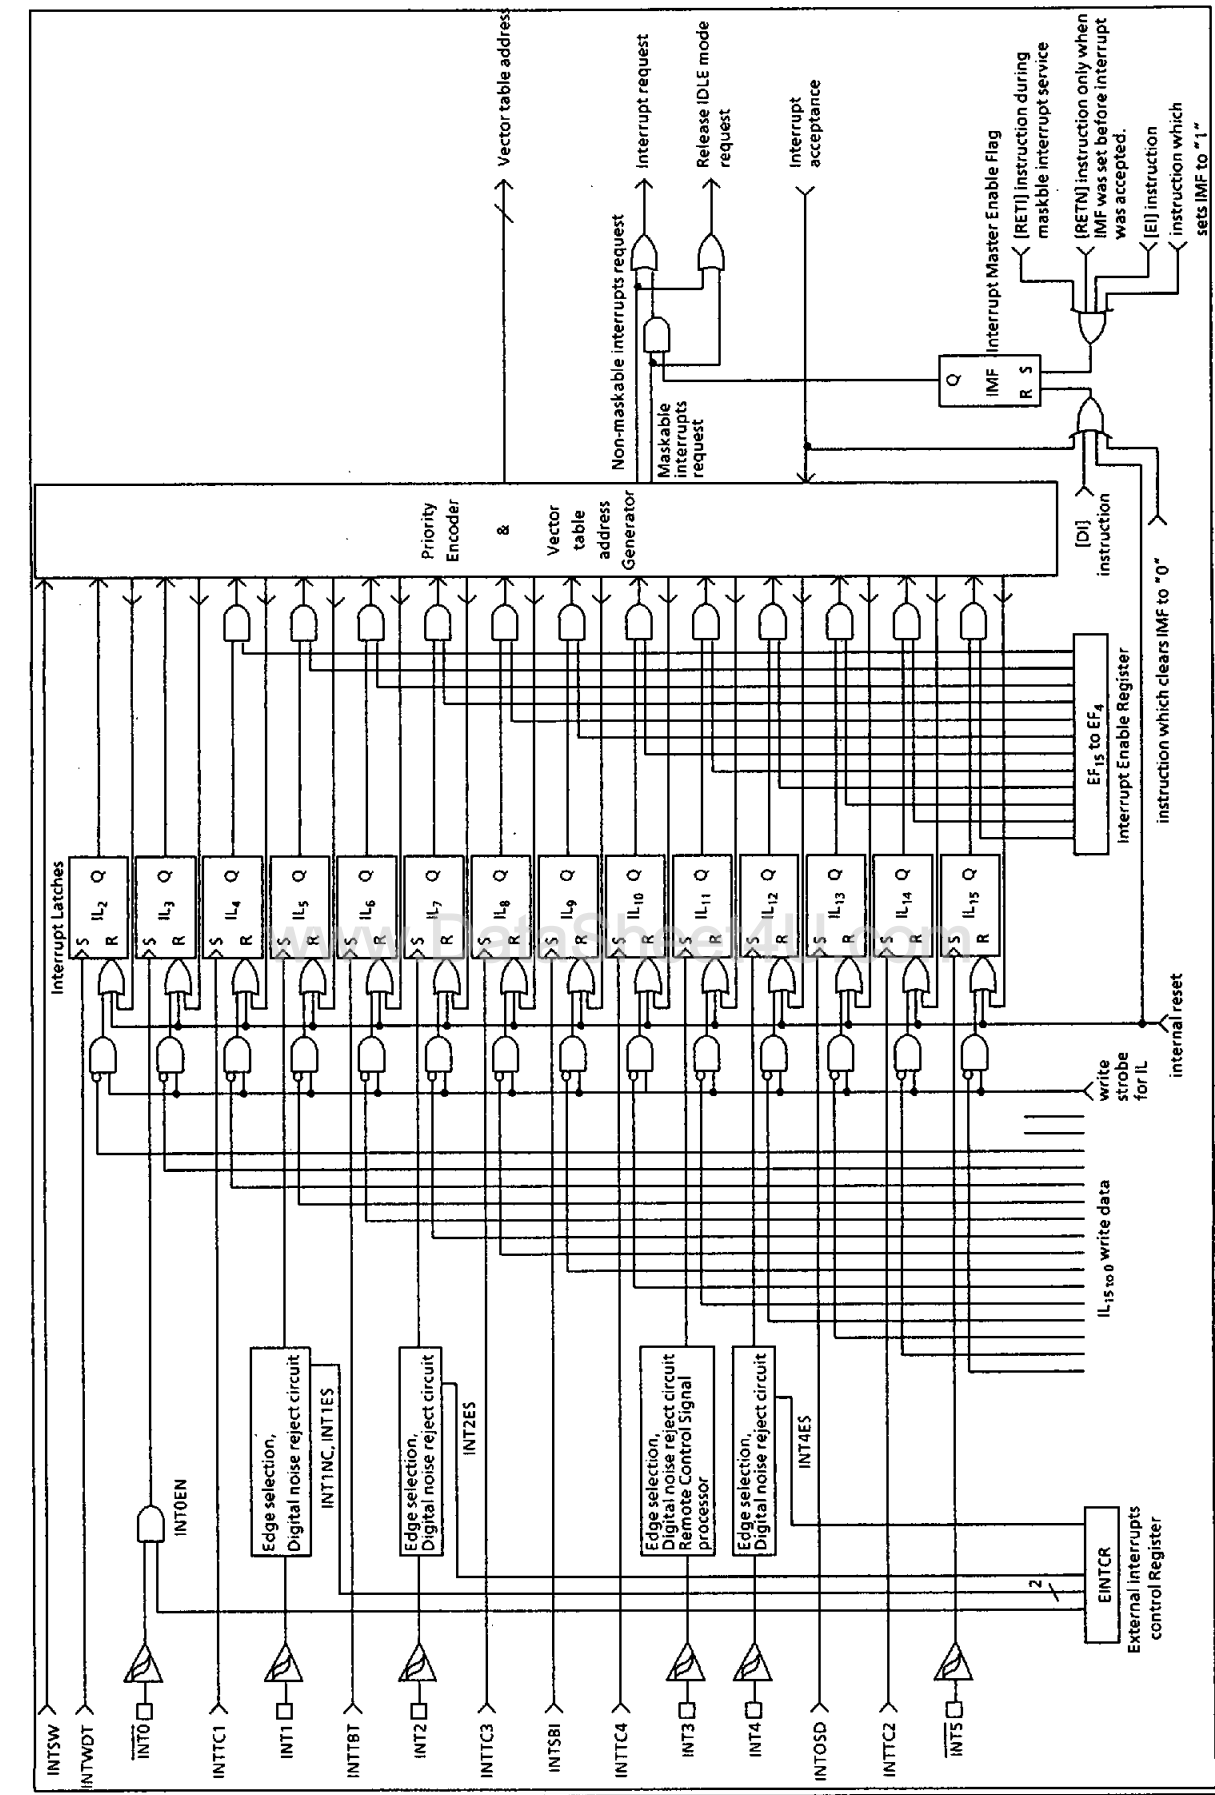 INTSW
INTWDT
INT0
INTTC1
INT1
INTTBT
INT2
INTTC3
INTSBI
INTTC4
INT3
INT4
INTOSD
INTTC2
INT5
INT0EN
Edge selection,
Digital noise reject circuit
INT1NC, INT1ES
Edge selection,
Digital noise reject circuit
INT2ES
Edge selection,
Digital noise reject circuit
Remote Control Signal
processor
Edge selection,
Digital noise reject circuit
INT4ES
2
EINTCR
External interrupts
control Register
IL15 to 0 write data
write
strobe
for IL
internal reset
Interrupt Latches
S R IL2 Q
S R IL3 Q
S R IL4 Q
S R IL5 Q
S R IL6 Q
S R IL7 Q
S R IL8 Q
S R IL9 Q
S R IL10 Q
S R IL11 Q
S R IL12 Q
S R IL13 Q
S R IL14 Q
S R IL15 Q
EF15 to EF4
Interrupt Enable Register
instruction which clears IMF to "0"
Priority
Encoder
&
Vector
table
address
Generator
[DI]
instruction
Non-maskable interrupts request
Maskable
interrupts
request
Q
IMF
R S
Interrupt Master Enable Flag
Vector table address
Interrupt request
Release IDLE mode
request
Interrupt
acceptance
[RETI] instruction during
maskble interrupt service
[RETN] instruction only when
IMF was set before interrupt
was accepted.
[EI] instruction
instruction which
sets IMF to "1"
www.DataSheet4U.com